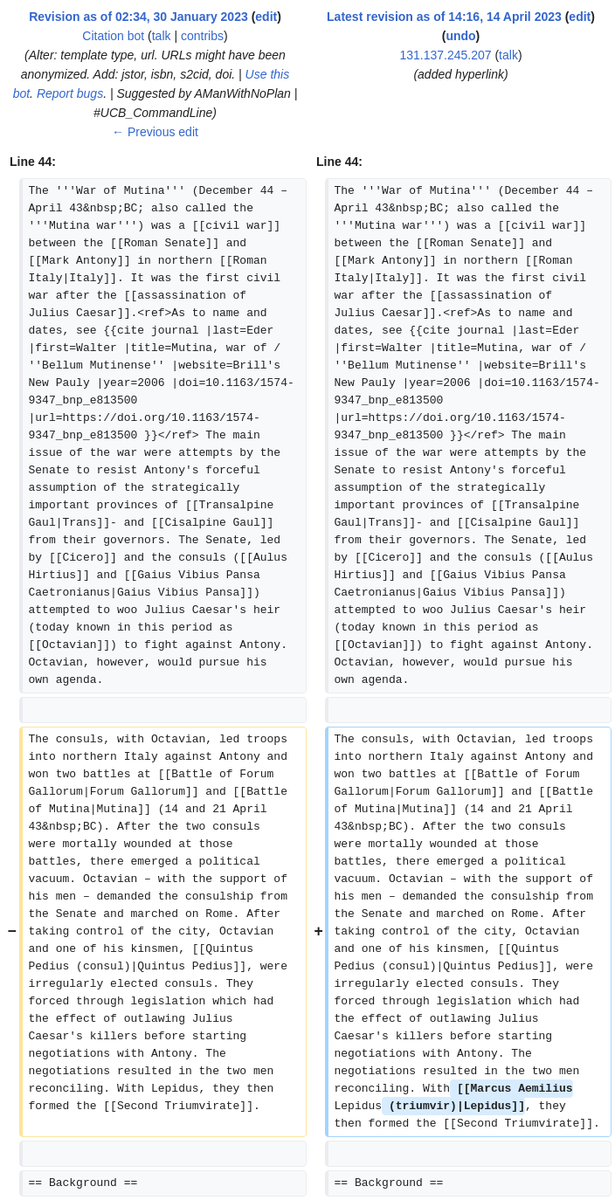 Revision as of 02:34, 30 January 2023 (edit)
Citation bot (talk | contribs)
(Alter: template type, url. URLs might have been
anonymized. Add: jstor, isbn, s2cid, doi. | Use this
bot. Report bugs. | Suggested by AManWithNoPlan |
#UCB_CommandLine)
← Previous edit
Latest revision as of 14:16, 14 April 2023 (edit)
(undo)
131.137.245.207 (talk)
(added hyperlink)
Line 44:
The '''War of Mutina''' (December 44 –
April 43&nbsp;BC; also called the
'''Mutina war''') was a [[civil war]]
between the [[Roman Senate]] and
[[Mark Antony]] in northern [[Roman
Italy|Italy]]. It was the first civil
war after the [[assassination of
Julius Caesar]].<ref>As to name and
dates, see {{cite journal |last=Eder
|first=Walter |title=Mutina, war of /
''Bellum Mutinense'' |website=Brill's
New Pauly |year=2006 |doi=10.1163/1574-
9347_bnp_e813500
|url=https://doi.org/10.1163/1574-
9347_bnp_e813500 }}</ref> The main
issue of the war were attempts by the
Senate to resist Antony's forceful
assumption of the strategically
important provinces of [[Transalpine
Gaul|Trans]]- and [[Cisalpine Gaul]]
from their governors. The Senate, led
by [[Cicero]] and the consuls ([[Aulus
Hirtius]] and [[Gaius Vibius Pansa
Caetronianus|Gaius Vibius Pansa]])
attempted to woo Julius Caesar's heir
(today known in this period as
[[Octavian]]) to fight against Antony.
Octavian, however, would pursue his
own agenda.
−
The consuls, with Octavian, led troops
into northern Italy against Antony and
won two battles at [[Battle of Forum
Gallorum|Forum Gallorum]] and [[Battle
of Mutina|Mutina]] (14 and 21 April
43&nbsp;BC). After the two consuls
were mortally wounded at those
battles, there emerged a political
vacuum. Octavian – with the support of
his men – demanded the consulship from
the Senate and marched on Rome. After
taking control of the city, Octavian
and one of his kinsmen, [[Quintus
Pedius (consul)|Quintus Pedius]], were
irregularly elected consuls. They
forced through legislation which had
the effect of outlawing Julius
Caesar's killers before starting
negotiations with Antony. The
negotiations resulted in the two men
reconciling. With Lepidus, they then
formed the [[Second Triumvirate]].
== Background ==
Line 44:
The '''War of Mutina''' (December 44 –
April 43&nbsp;BC; also called the
'''Mutina war''') was a [[civil war]]
between the [[Roman Senate]] and
[[Mark Antony]] in northern [[Roman
Italy|Italy]]. It was the first civil
war after the [[assassination of
Julius Caesar]].<ref>As to name and
dates, see {{cite journal |last=Eder
|first=Walter |title=Mutina, war of /
''Bellum Mutinense'' |website=Brill's
New Pauly |year=2006 |doi=10.1163/1574-
9347_bnp_e813500
|url=https://doi.org/10.1163/1574-
9347_bnp_e813500 }}</ref> The main
issue of the war were attempts by the
Senate to resist Antony's forceful
assumption of the strategically
important provinces of [[Transalpine
Gaul|Trans]]- and [[Cisalpine Gaul]]
from their governors. The Senate, led
by [[Cicero]] and the consuls ([[Aulus
Hirtius]] and [[Gaius Vibius Pansa
Caetronianus|Gaius Vibius Pansa]])
attempted to woo Julius Caesar's heir
(today known in this period as
[[Octavian]]) to fight against Antony.
Octavian, however, would pursue his
own agenda.
+
The consuls, with Octavian, led troops
into northern Italy against Antony and
won two battles at [[Battle of Forum
Gallorum|Forum Gallorum]] and [[Battle
of Mutina|Mutina]] (14 and 21 April
43&nbsp;BC). After the two consuls
were mortally wounded at those
battles, there emerged a political
vacuum. Octavian – with the support of
his men – demanded the consulship from
the Senate and marched on Rome. After
taking control of the city, Octavian
and one of his kinsmen, [[Quintus
Pedius (consul)|Quintus Pedius]], were
irregularly elected consuls. They
forced through legislation which had
the effect of outlawing Julius
Caesar's killers before starting
negotiations with Antony. The
negotiations resulted in the two men
reconciling. With [[Marcus Aemilius
Lepidus (triumvir)|Lepidus]], they
then formed the [[Second Triumvirate]].
== Background ==